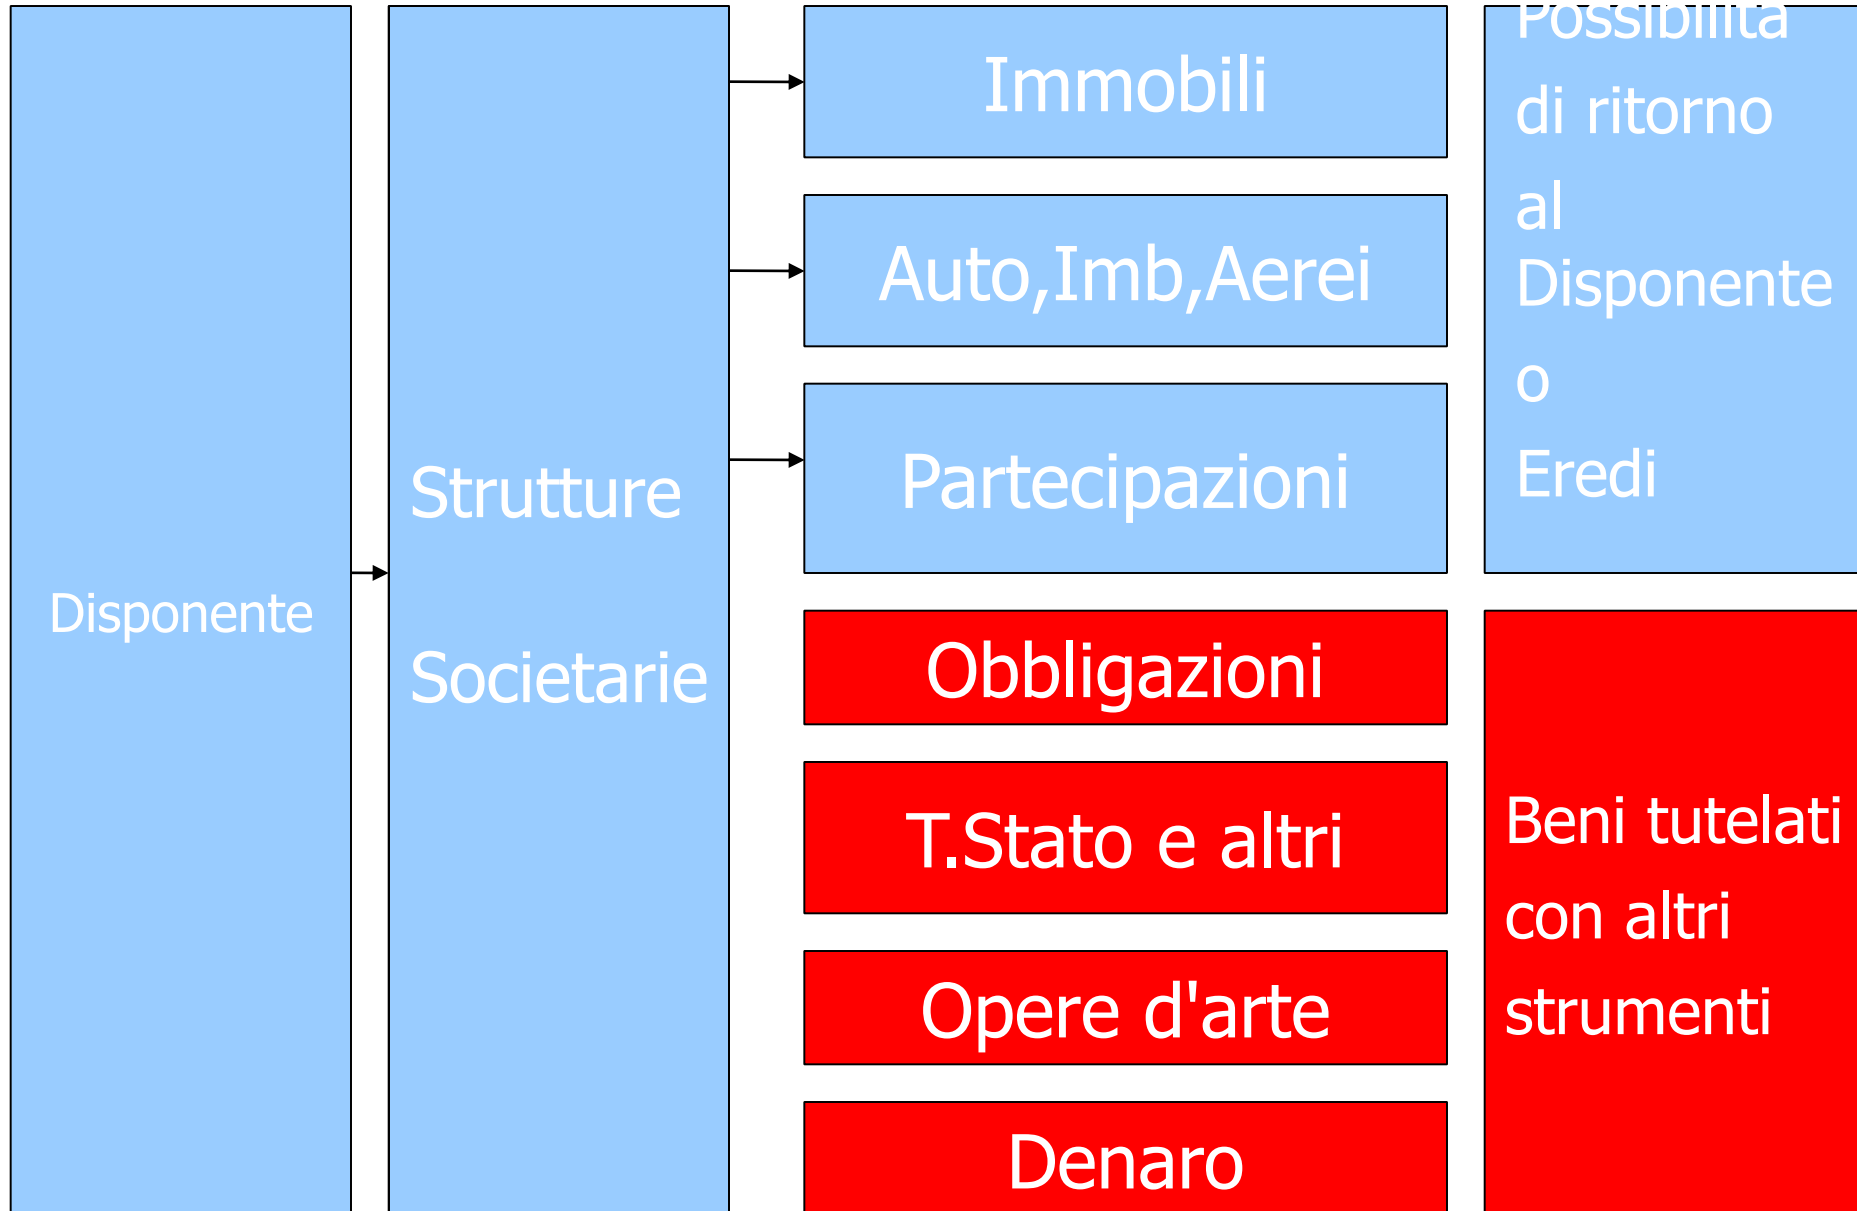 Disponente
Strutture
Societarie
Immobili
Auto,Imb,Aerei
Partecipazioni
Obbligazioni
T.Stato e altri
Opere d'arte
Denaro
Possibilità
di ritorno
al
Disponente
o
Eredi
Beni tutelati
con altri
strumenti